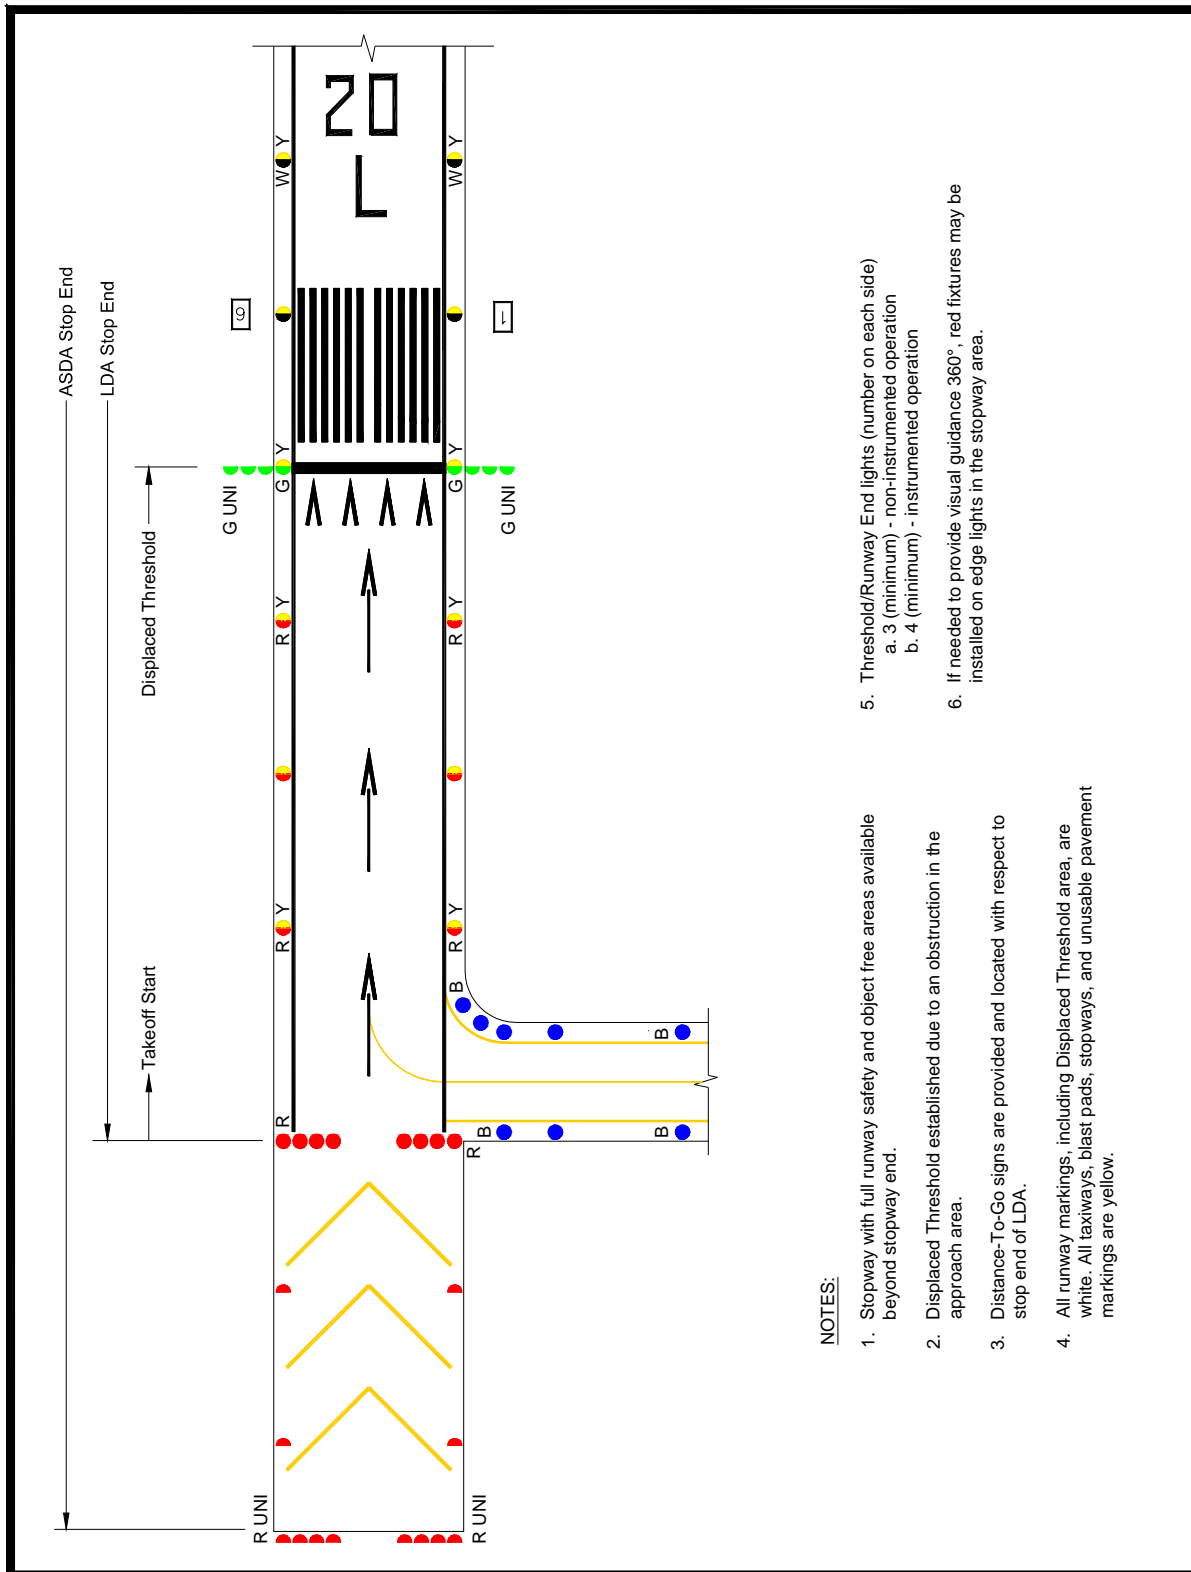 ASDA Stop End
LDA Stop End
Displaced Threshold
Takeoff Start
R UNI
R
R Y
R Y
G UNI
G Y
9
W Y
20
L
R UNI
R
B
B
B
B
R Y
R Y
G Y
G UNI
1
W Y
NOTES:
1. Stopway with full runway safety and object free areas available
beyond stopway end.
2. Displaced Threshold established due to an obstruction in the
approach area.
3. Distance-To-Go signs are provided and located with respect to
stop end of LDA.
4. All runway markings, including Displaced Threshold area, are
white. All taxiways, blast pads, stopways, and unusable pavement
markings are yellow.
5. Threshold/Runway End lights (number on each side)
a. 3 (minimum) - non-instrumented operation
b. 4 (minimum) - instrumented operation
6. If needed to provide visual guidance 360°, red fixtures may be
installed on edge lights in the stopway area.